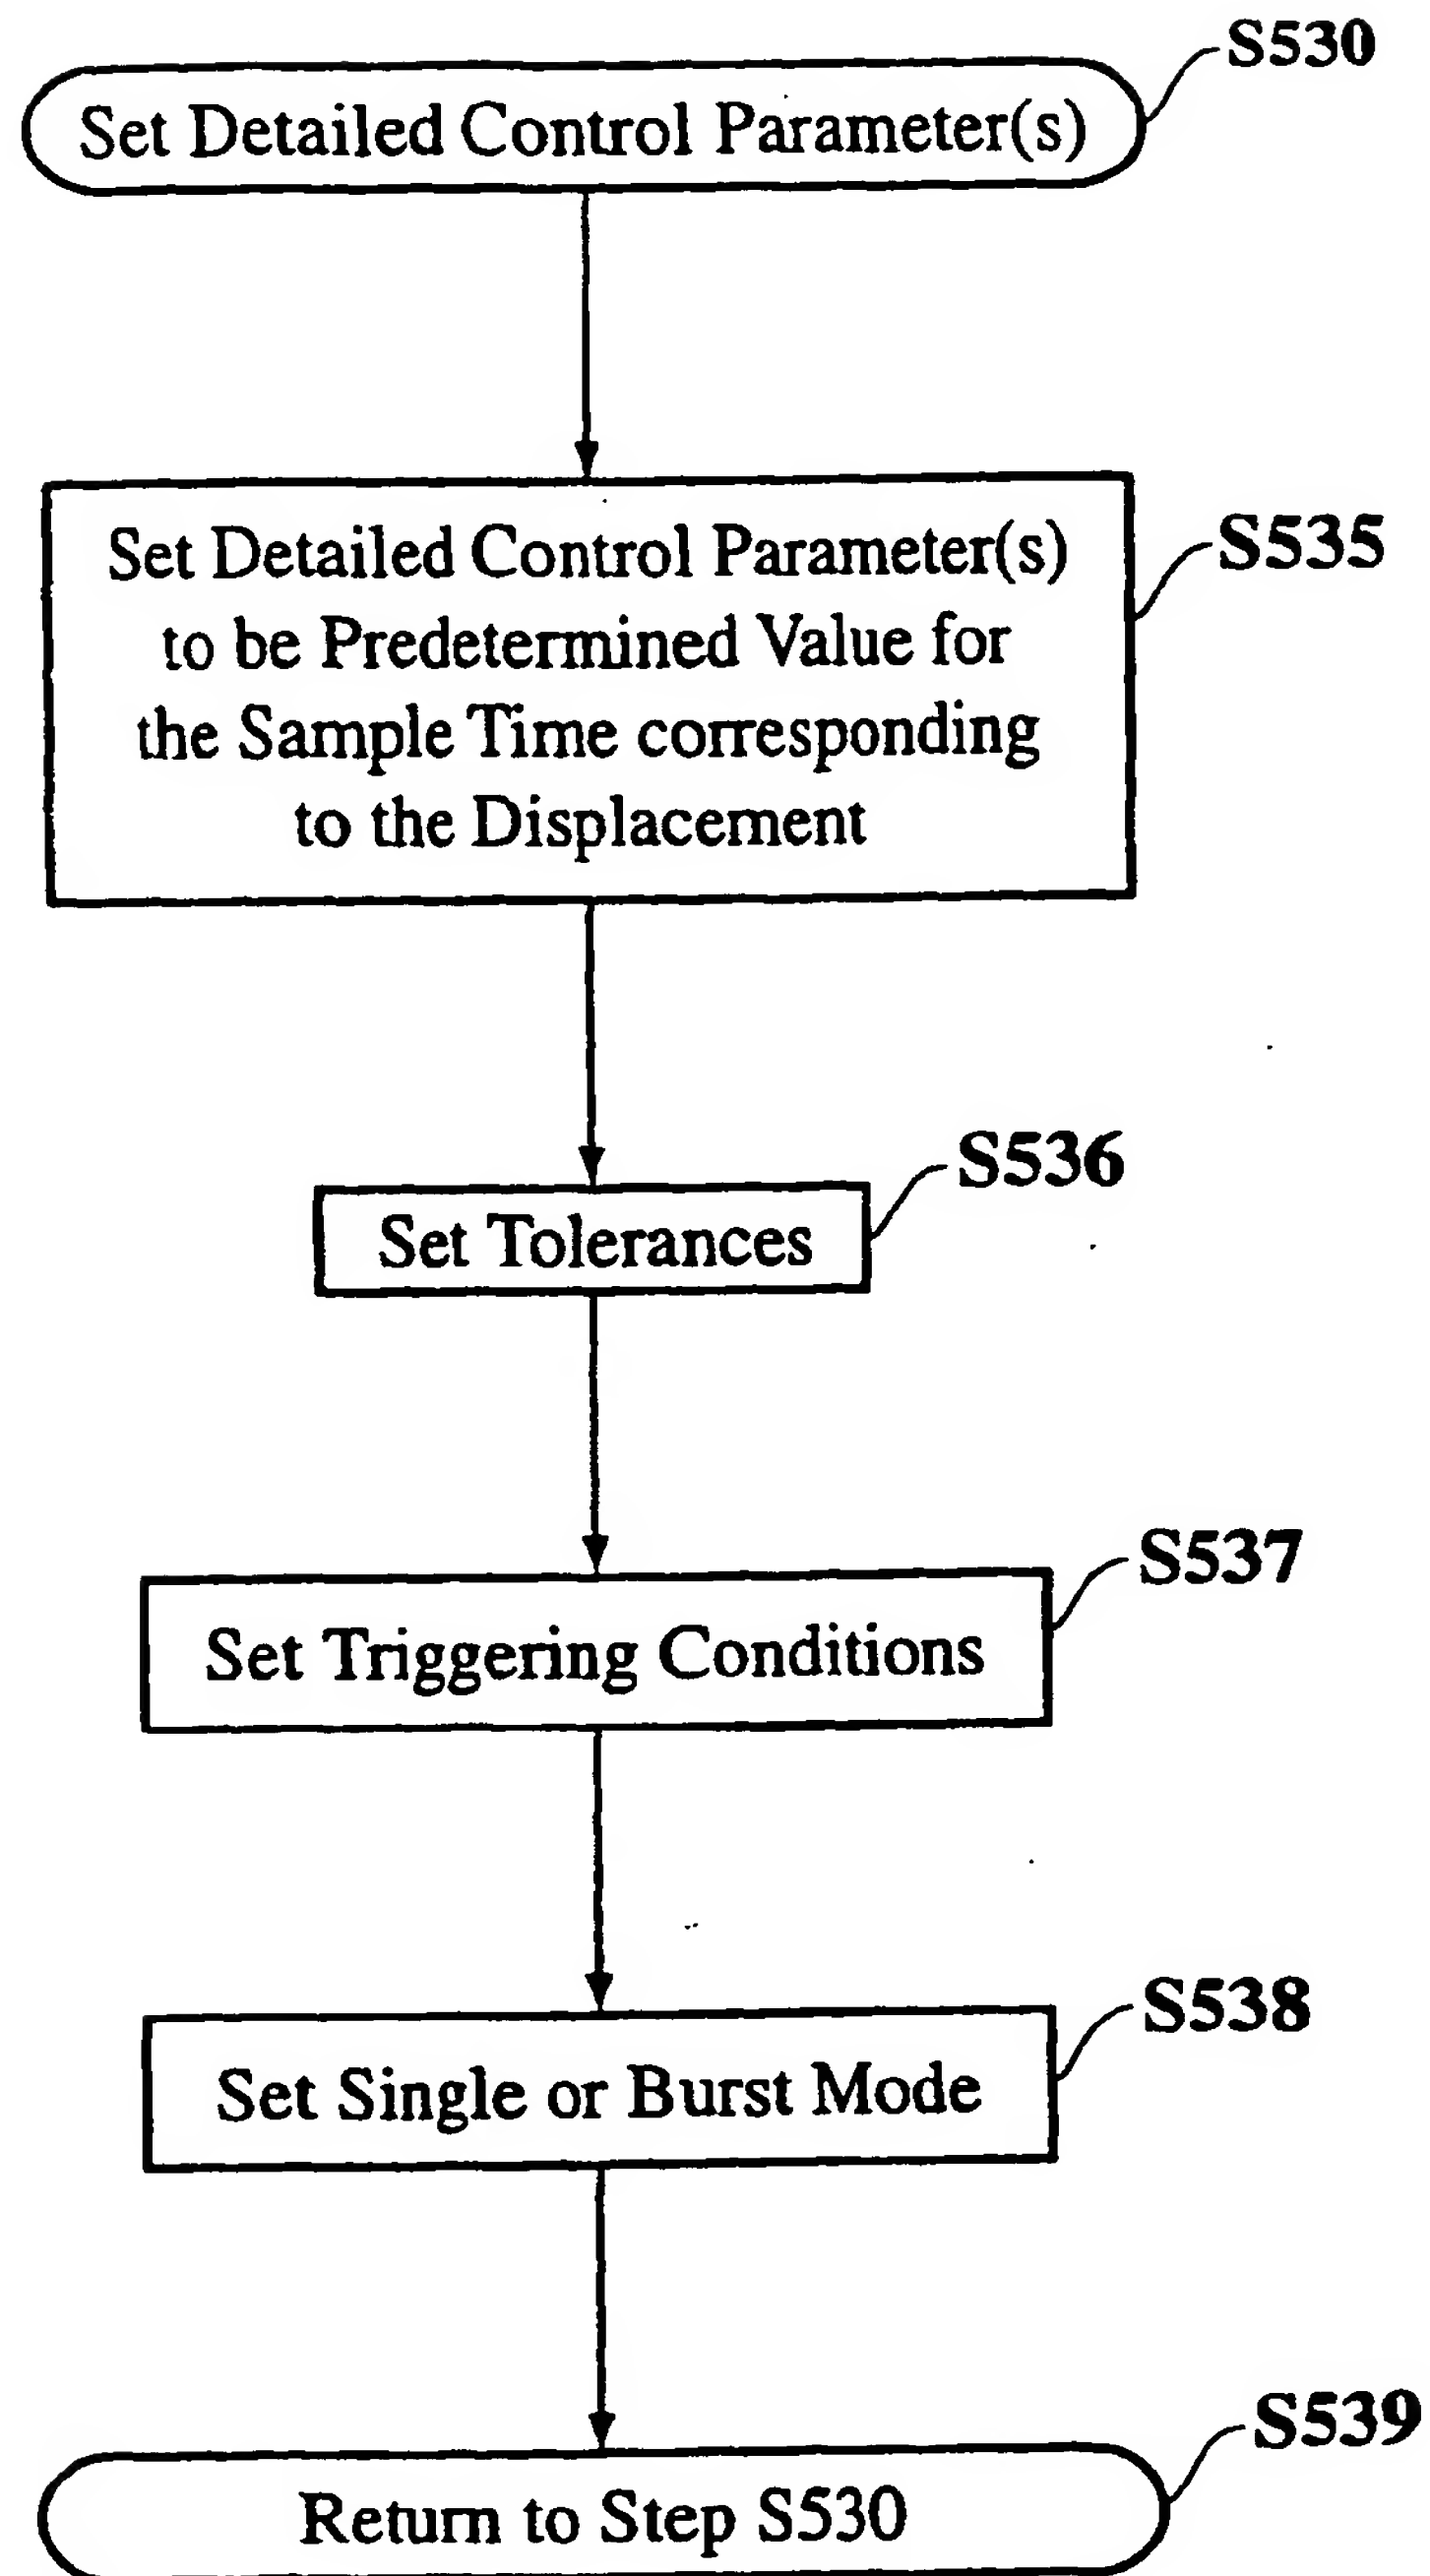 S530
Set Detailed Control Parameter(s)
S535
Set Detailed Control Parameter(s)
to be Predetermined Value for
the Sample Time corresponding
to the Displacement
S536
Set Tolerances
S537
Set Triggering Conditions
S538
Set Single or Burst Mode
S539
Return to Step S530